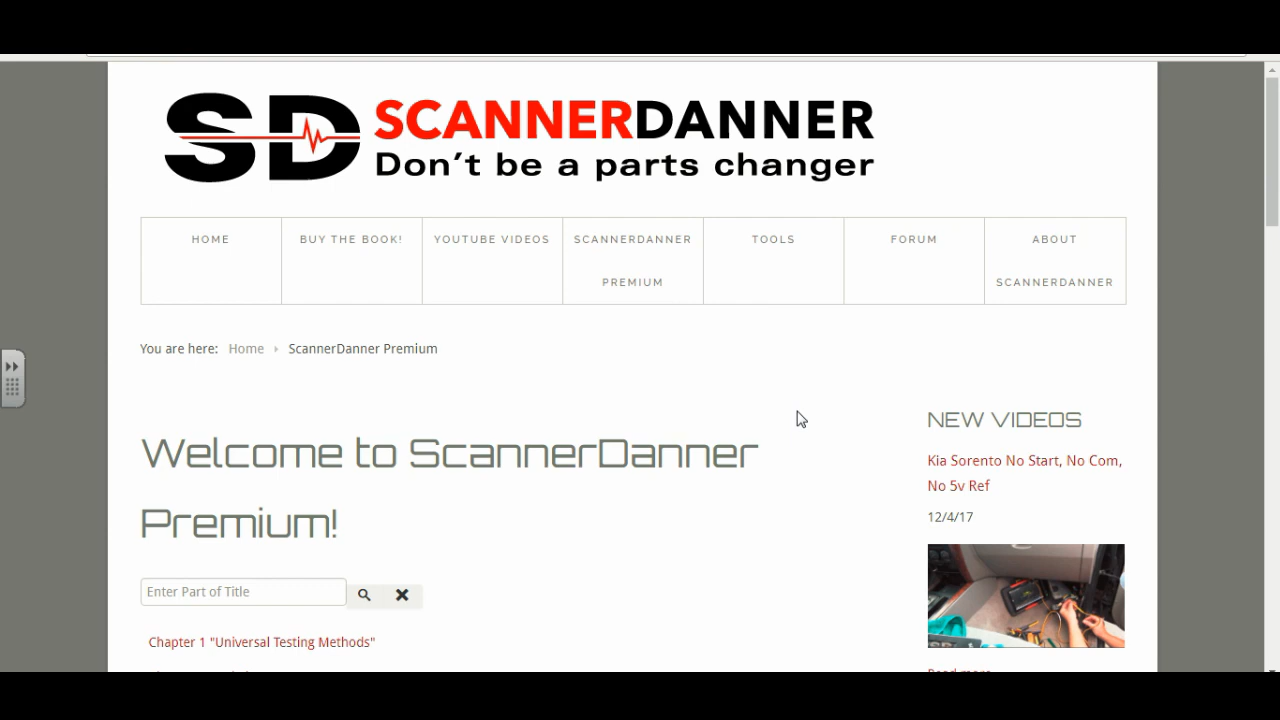 SD SCANNERDANNER
Don't be a parts changer
HOME
BUY THE BOOK!
YOUTUBE VIDEOS
SCANNERDANNER
PREMIUM
TOOLS
FORUM
ABOUT
SCANNERDANNER
You are here: Home ScannerDanner Premium
Welcome to ScannerDanner
Premium!
Enter Part of Title
Chapter 1 "Universal Testing Methods"
NEW VIDEOS
Kia Sorento No Start, No Com,
No 5v Ref
12/4/17